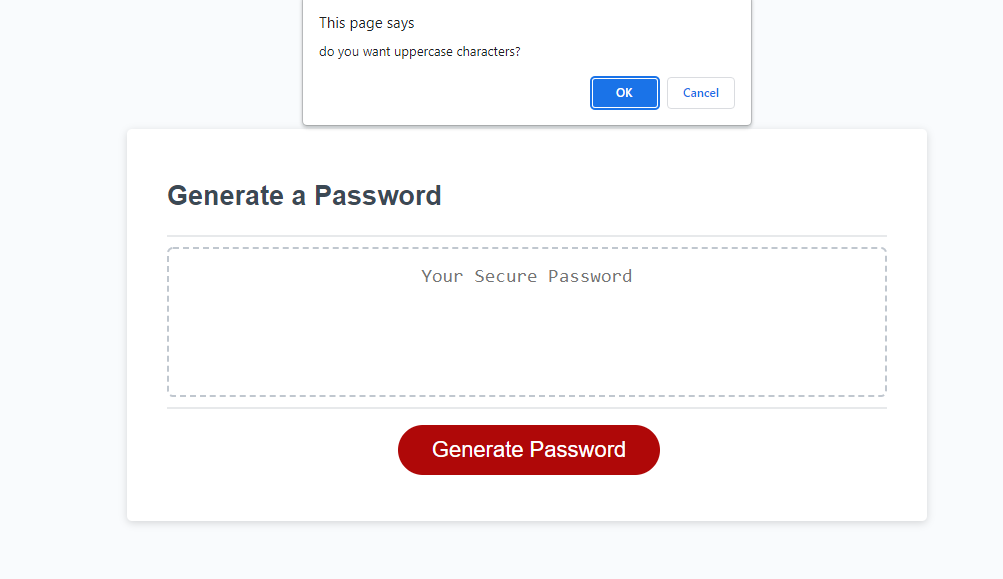 This page says
do you want uppercase characters?
OK Cancel
Generate a Password
Your Secure Password
Generate Password